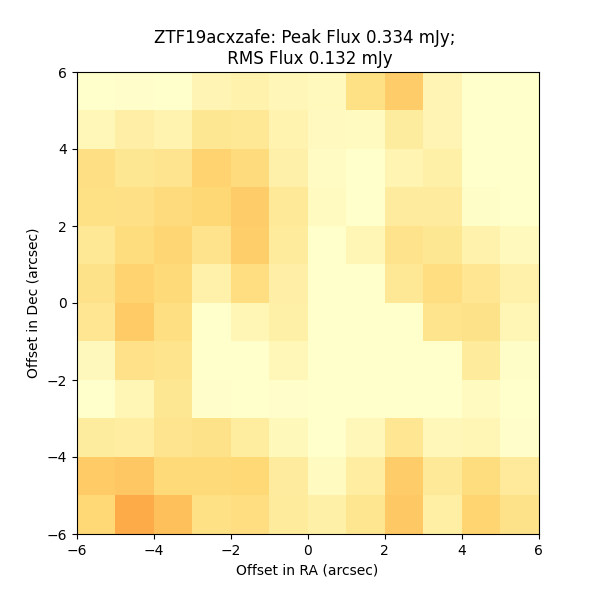 ZTF19acxzafe: Peak Flux 0.334 mJy;
RMS Flux 0.132 mJy
6
4
2
0
−2
−4
−6
Offset in Dec (arcsec)
−6 −4 −2 0 2 4 6
Offset in RA (arcsec)